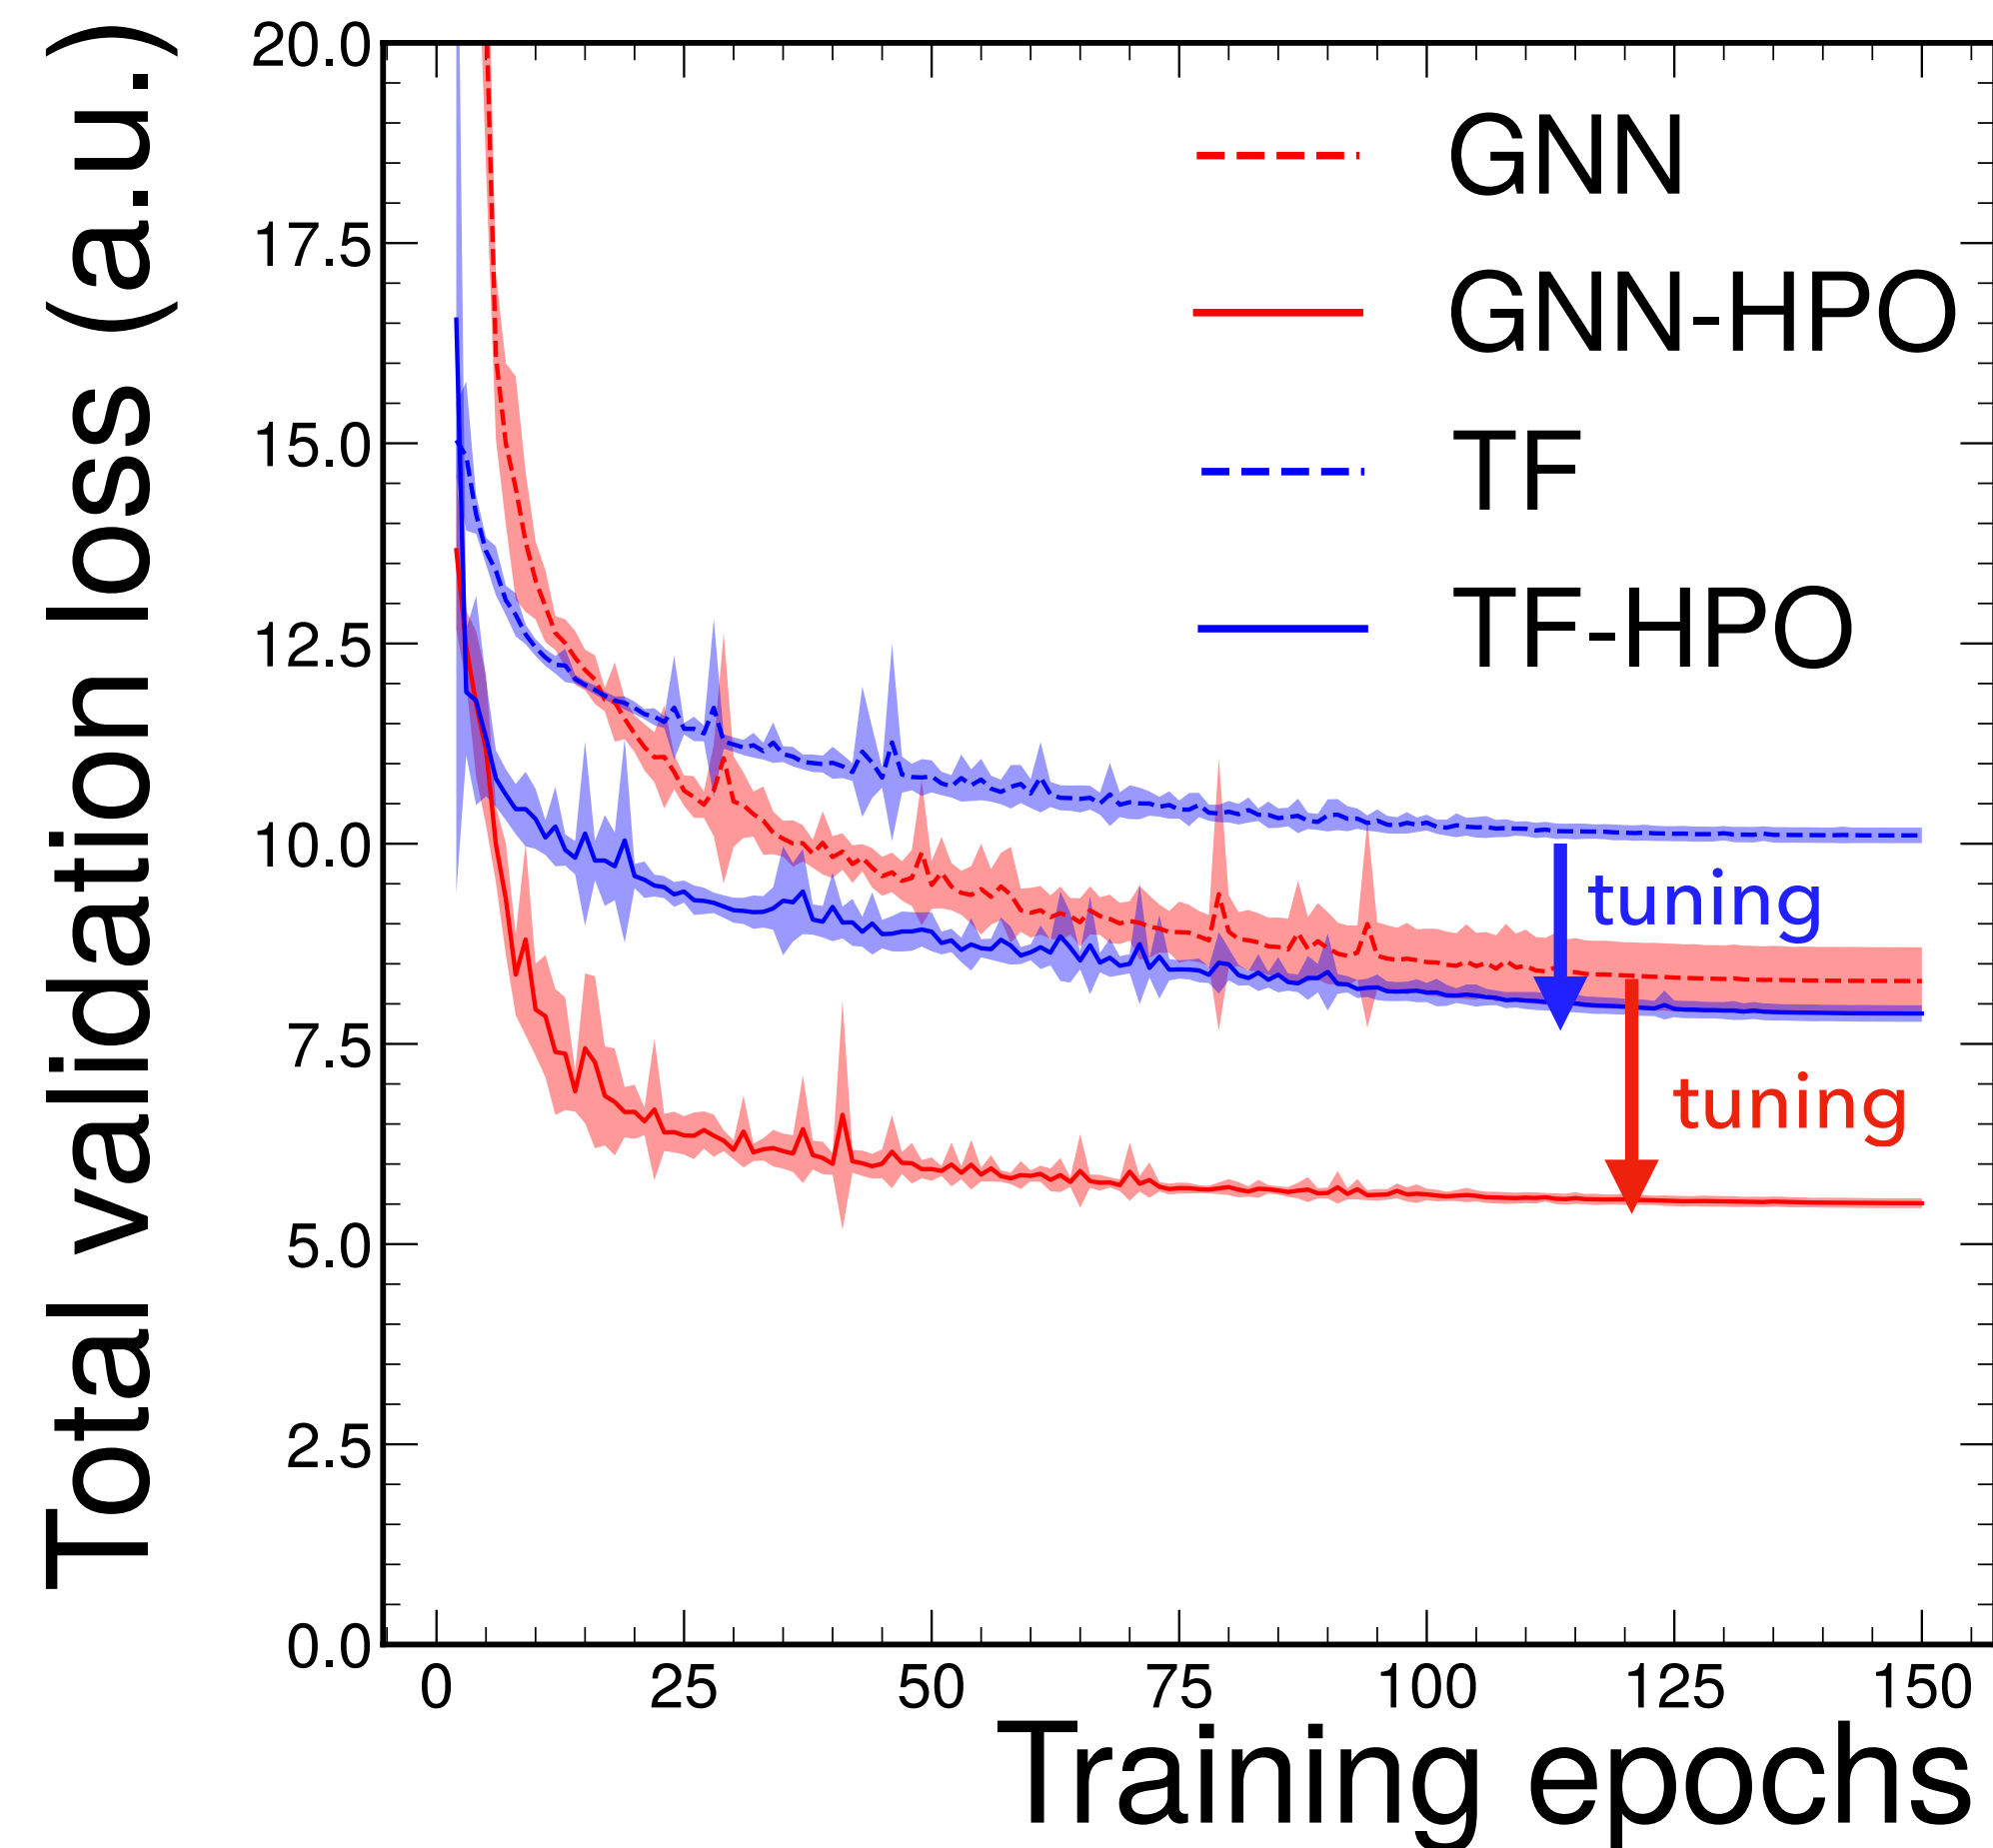 Total validation loss (a.u.)
20.0
17.5
15.0
12.5
10.0
7.5
5.0
2.5
0.0
GNN
GNN-HPO
TF
TF-HPO
tuning
tuning
0 25 50 75 100 125 150
Training epochs